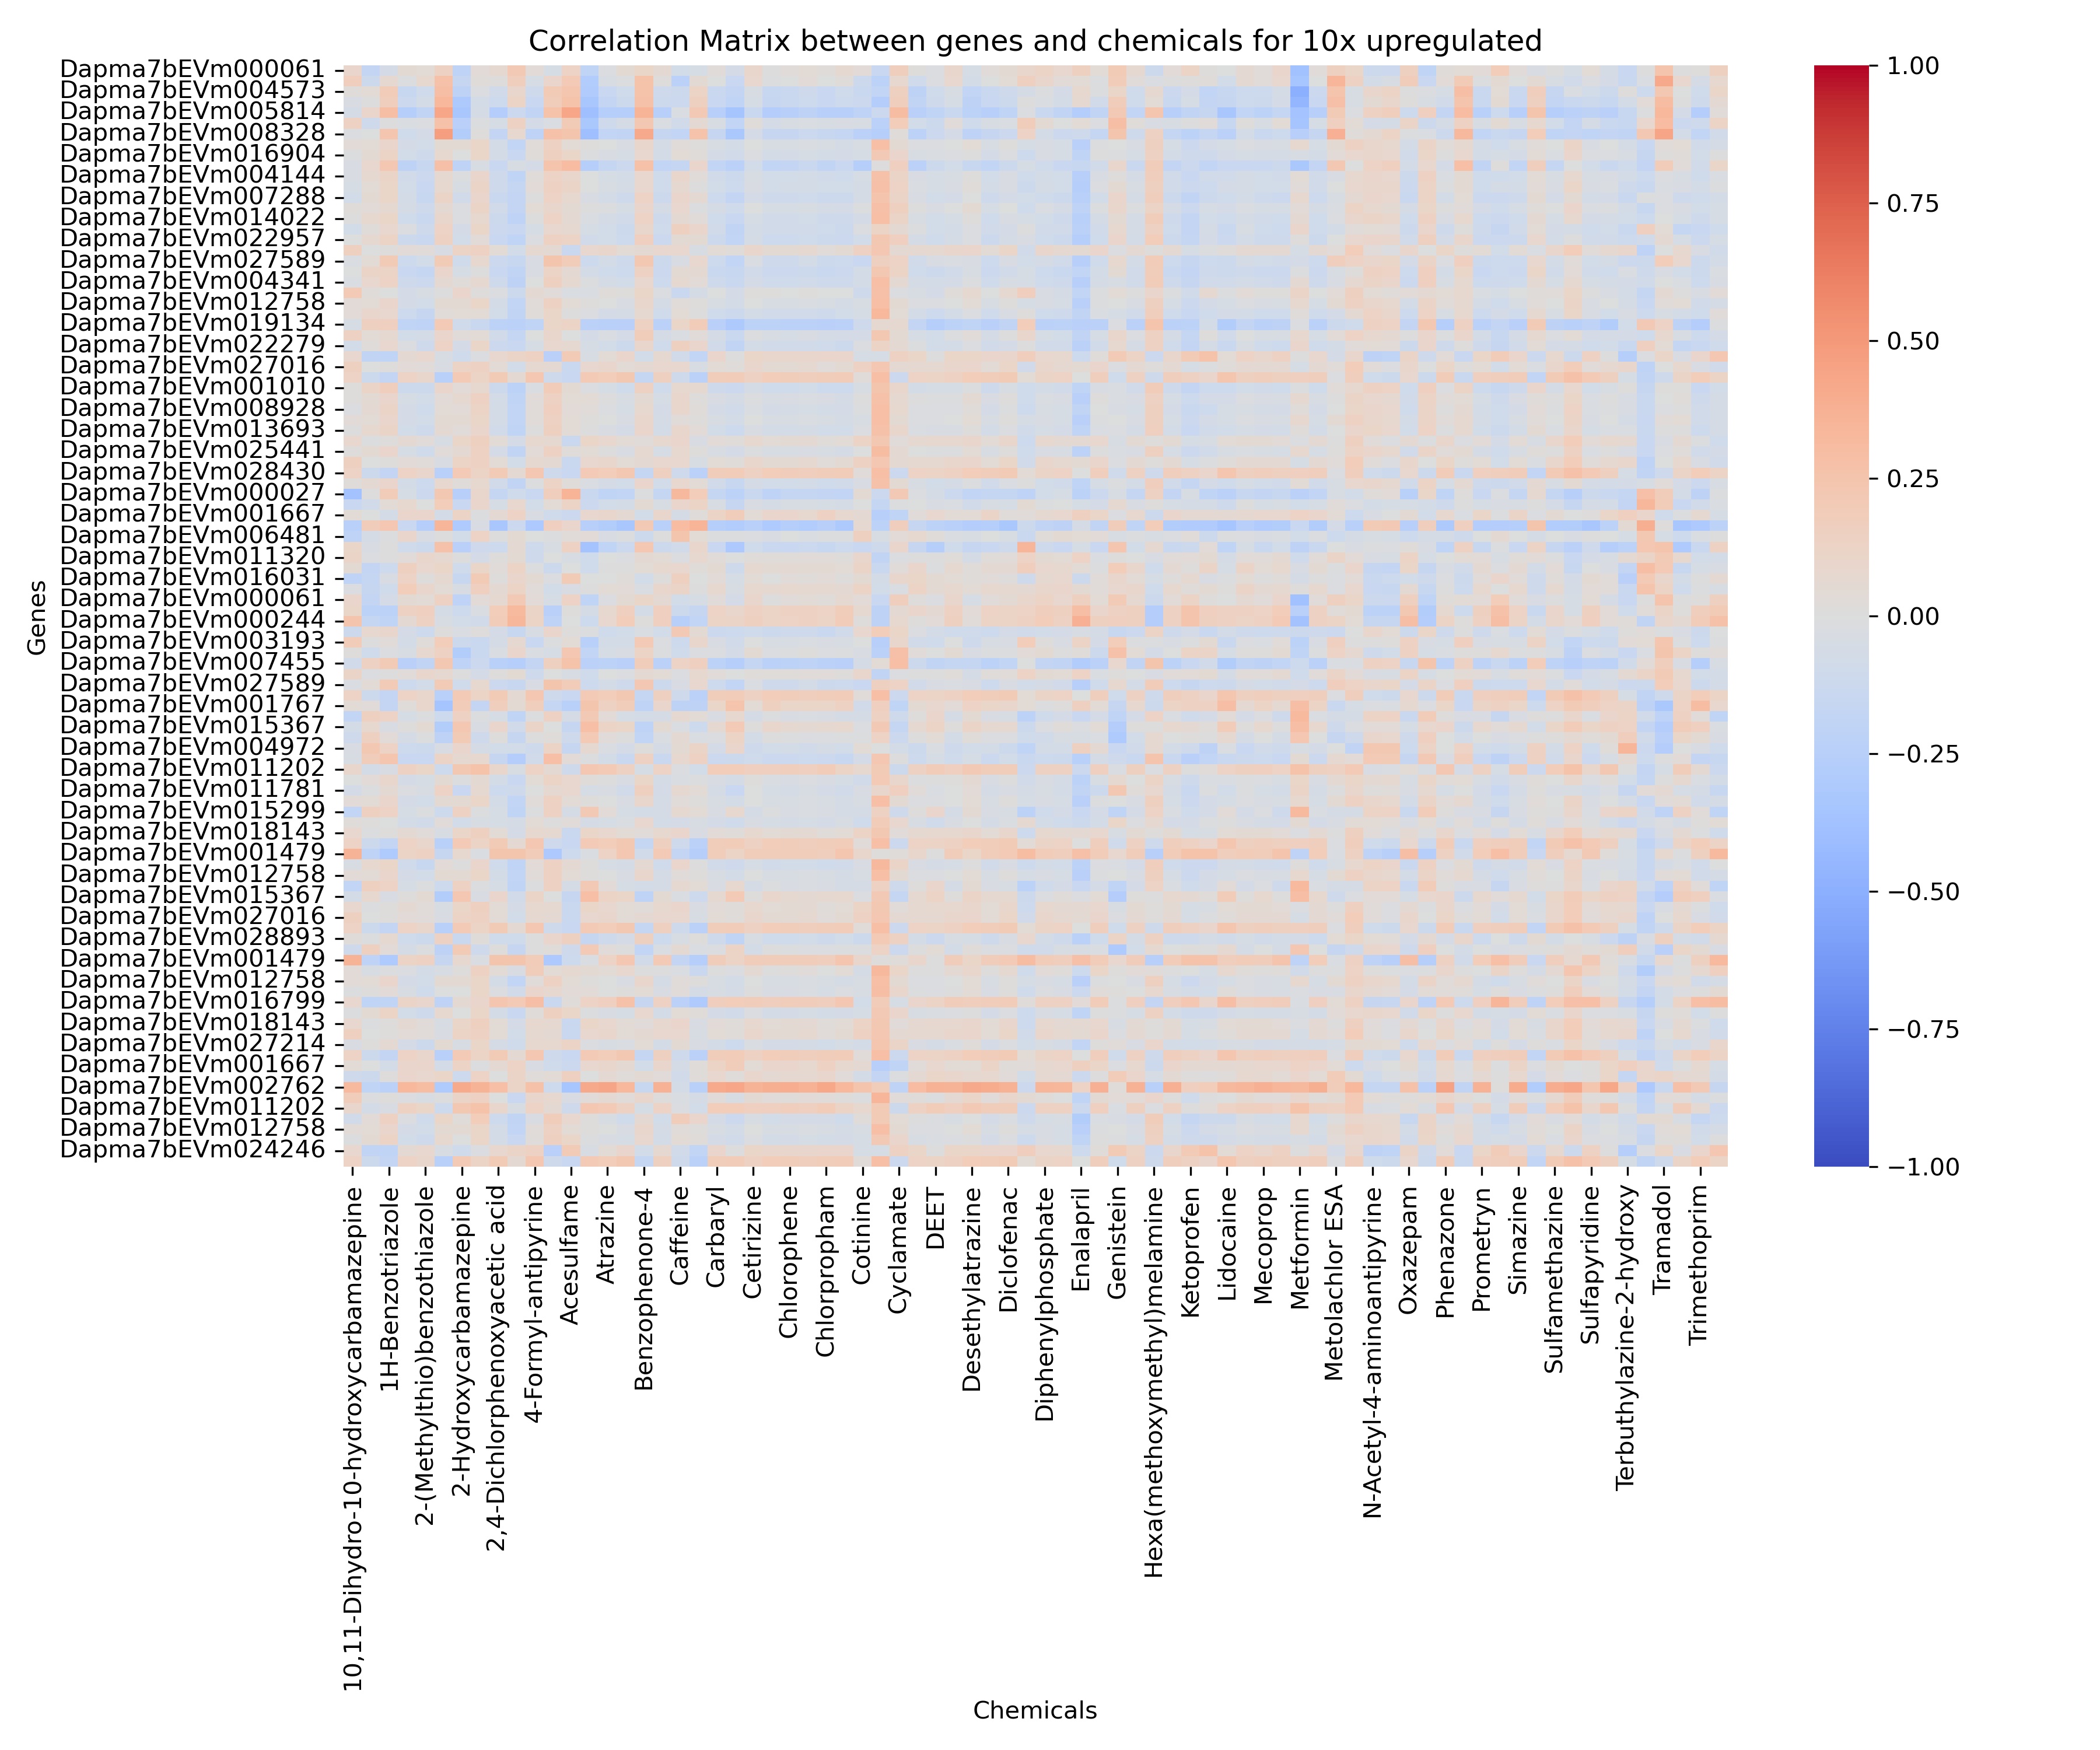 Correlation Matrix between genes and chemicals for 10x upregulated
Genes
Dapma7bEVm000061
Dapma7bEVm004573
Dapma7bEVm005814
Dapma7bEVm008328
Dapma7bEVm016904
Dapma7bEVm004144
Dapma7bEVm007288
Dapma7bEVm014022
Dapma7bEVm022957
Dapma7bEVm027589
Dapma7bEVm004341
Dapma7bEVm012758
Dapma7bEVm019134
Dapma7bEVm022279
Dapma7bEVm027016
Dapma7bEVm001010
Dapma7bEVm008928
Dapma7bEVm013693
Dapma7bEVm025441
Dapma7bEVm028430
Dapma7bEVm000027
Dapma7bEVm001667
Dapma7bEVm006481
Dapma7bEVm011320
Dapma7bEVm016031
Dapma7bEVm000061
Dapma7bEVm000244
Dapma7bEVm003193
Dapma7bEVm007455
Dapma7bEVm027589
Dapma7bEVm001767
Dapma7bEVm015367
Dapma7bEVm004972
Dapma7bEVm011202
Dapma7bEVm011781
Dapma7bEVm015299
Dapma7bEVm018143
Dapma7bEVm001479
Dapma7bEVm012758
Dapma7bEVm015367
Dapma7bEVm027016
Dapma7bEVm028893
Dapma7bEVm001479
Dapma7bEVm012758
Dapma7bEVm016799
Dapma7bEVm018143
Dapma7bEVm027214
Dapma7bEVm001667
Dapma7bEVm002762
Dapma7bEVm011202
Dapma7bEVm012758
Dapma7bEVm024246
10,11-Dihydro-10-hydroxycarbamazepine
1H-Benzotriazole
2-(Methylthio)benzothiazole
2-Hydroxycarbamazepine
2,4-Dichlorphenoxyacetic acid
4-Formyl-antipyrine
Acesulfame
Atrazine
Benzophenone-4
Caffeine
Carbaryl
Cetirizine
Chlorophene
Chlorpropham
Cotinine
Cyclamate
DEET
Desethylatrazine
Diclofenac
Diphenylphosphate
Enalapril
Genistein
Hexa(methoxymethyl)melamine
Ketoprofen
Lidocaine
Mecoprop
Metformin
Metolachlor ESA
N-Acetyl-4-aminoantipyrine
Oxazepam
Phenazone
Prometryn
Simazine
Sulfamethazine
Sulfapyridine
Terbuthylazine-2-hydroxy
Tramadol
Trimethoprim
Chemicals
1.00
0.75
0.50
0.25
0.00
−0.25
−0.50
−0.75
−1.00